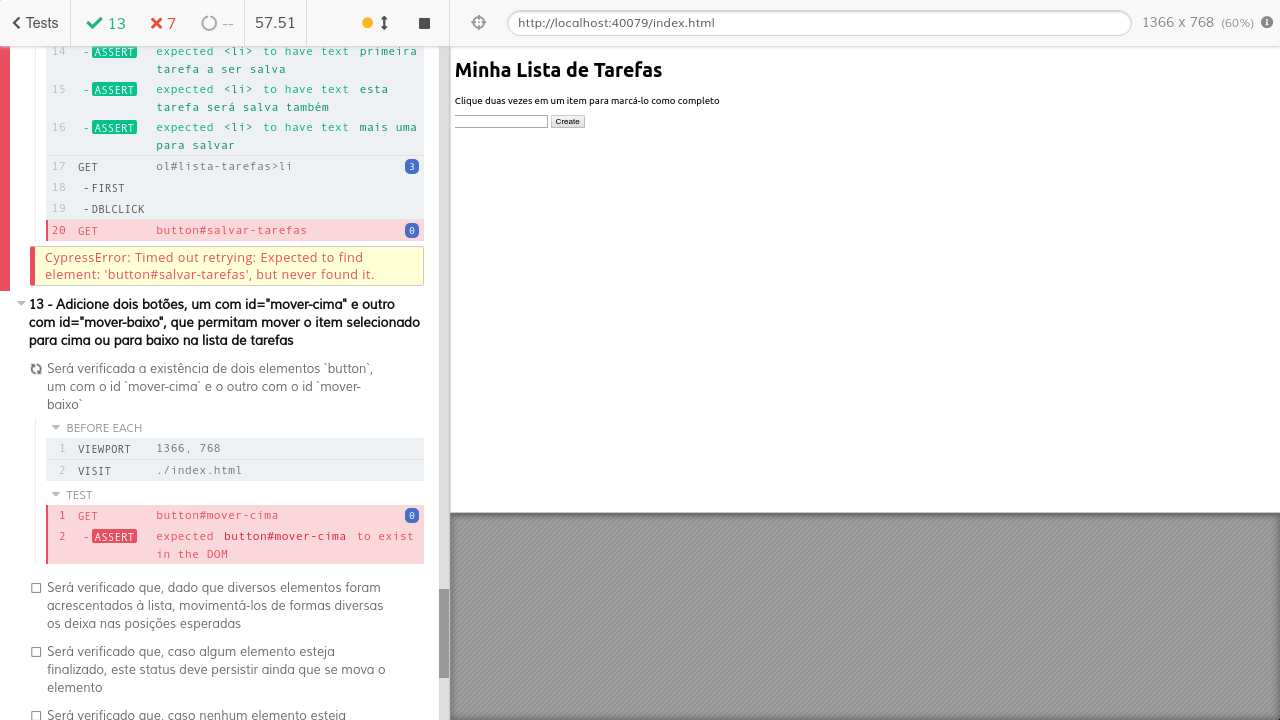 Tests 13 7 -- 57.51
http://localhost:40079/index.html 1366 x 768 (60%)
14 - ASSERT expected <li> to have text primeira
tarefa a ser salva
15 - ASSERT expected <li> to have text esta
tarefa será salva também
16 - ASSERT expected <li> to have text mais uma
para salvar
17 GET ol#lista-tarefas>li 3
18 - FIRST
19 - DBLCLICK
20 GET button#salvar-tarefas 0
CypressError: Timed out retrying: Expected to find
element: 'button#salvar-tarefas', but never found it.
13 - Adicione dois botões, um com id="mover-cima" e outro
com id="mover-baixo", que permitam mover o item selecionado
para cima ou para baixo na lista de tarefas
Será verificada a existência de dois elementos `button`,
um com o id `mover-cima` e o outro com o id `mover-
baixo`
BEFORE EACH
1 VIEWPORT 1366, 768
2 VISIT ./index.html
TEST
1 GET button#mover-cima 0
2 - ASSERT expected button#mover-cima to exist
in the DOM
Será verificado que, dado que diversos elementos foram
acrescentados à lista, movimentá-los de formas diversas
os deixa nas posições esperadas
Será verificado que, caso algum elemento esteja
finalizado, este status deve persistir ainda que se mova o
elemento
Será verificado que, caso nenhum elemento esteja
Minha Lista de Tarefas
Clique duas vezes em um item para marcá-lo como completo
Create